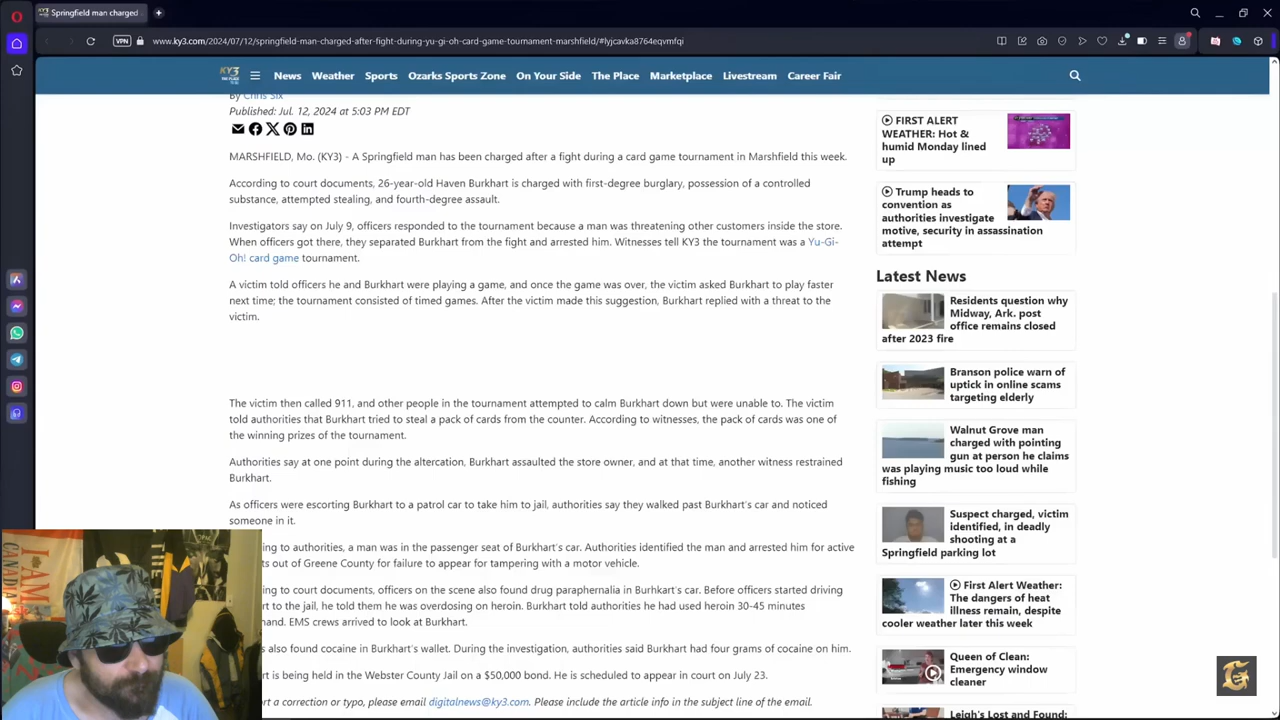 Springfield man charged
VPN
www.ky3.com/2024/07/12/springfield-man-charged-after-fight-during-yu-gi-oh-card-game-tournament-marshfield/#lyjcavka8764eqvmfqi
KY3
News Weather Sports Ozarks Sports Zone On Your Side The Place Marketplace Livestream Career Fair
By Chris Six
Published: Jul. 12, 2024 at 5:03 PM EDT
MARSHFIELD, Mo. (KY3) - A Springfield man has been charged after a fight during a card game tournament in Marshfield this week.
According to court documents, 26-year-old Haven Burkhart is charged with first-degree burglary, possession of a controlled
substance, attempted stealing, and fourth-degree assault.
Investigators say on July 9, officers responded to the tournament because a man was threatening other customers inside the store.
When officers got there, they separated Burkhart from the fight and arrested him. Witnesses tell KY3 the tournament was a Yu-Gi-
Oh! card game tournament.
A victim told officers he and Burkhart were playing a game, and once the game was over, the victim asked Burkhart to play faster
next time; the tournament consisted of timed games. After the victim made this suggestion, Burkhart replied with a threat to the
victim.
The victim then called 911, and other people in the tournament attempted to calm Burkhart down but were unable to. The victim
told authorities that Burkhart tried to steal a pack of cards from the counter. According to witnesses, the pack of cards was one of
the winning prizes of the tournament.
Authorities say at one point during the altercation, Burkhart assaulted the store owner, and at that time, another witness restrained
Burkhart.
As officers were escorting Burkhart to a patrol car to take him to jail, authorities say they walked past Burkhart's car and noticed
someone in it.
ing to authorities, a man was in the passenger seat of Burkhart's car. Authorities identified the man and arrested him for active
ts out of Greene County for failure to appear for tampering with a motor vehicle.
ing to court documents, officers on the scene also found drug paraphernalia in Burhkart's car. Before officers started driving
rt to the jail, he told them he was overdosing on heroin. Burkhart told authorities he had used heroin 30-45 minutes
hand. EMS crews arrived to look at Burkhart.
s also found cocaine in Burkhart's wallet. During the investigation, authorities said Burkhart had four grams of cocaine on him.
rt is being held in the Webster County Jail on a $50,000 bond. He is scheduled to appear in court on July 23.
rt a correction or typo, please email digitalnews@ky3.com. Please include the article info in the subject line of the email.
FIRST ALERT
WEATHER: Hot &
humid Monday lined
up
Trump heads to
convention as
authorities investigate
motive, security in assassination
attempt
Latest News
Residents question why
Midway, Ark. post
office remains closed
after 2023 fire
Branson police warn of
uptick in online scams
targeting elderly
Walnut Grove man
charged with pointing
gun at person he claims
was playing music too loud while
fishing
Suspect charged, victim
identified, in deadly
shooting at a
Springfield parking lot
First Alert Weather:
The dangers of heat
illness remain, despite
cooler weather later this week
Queen of Clean:
Emergency window
cleaner
Leigh's Lost and Found: